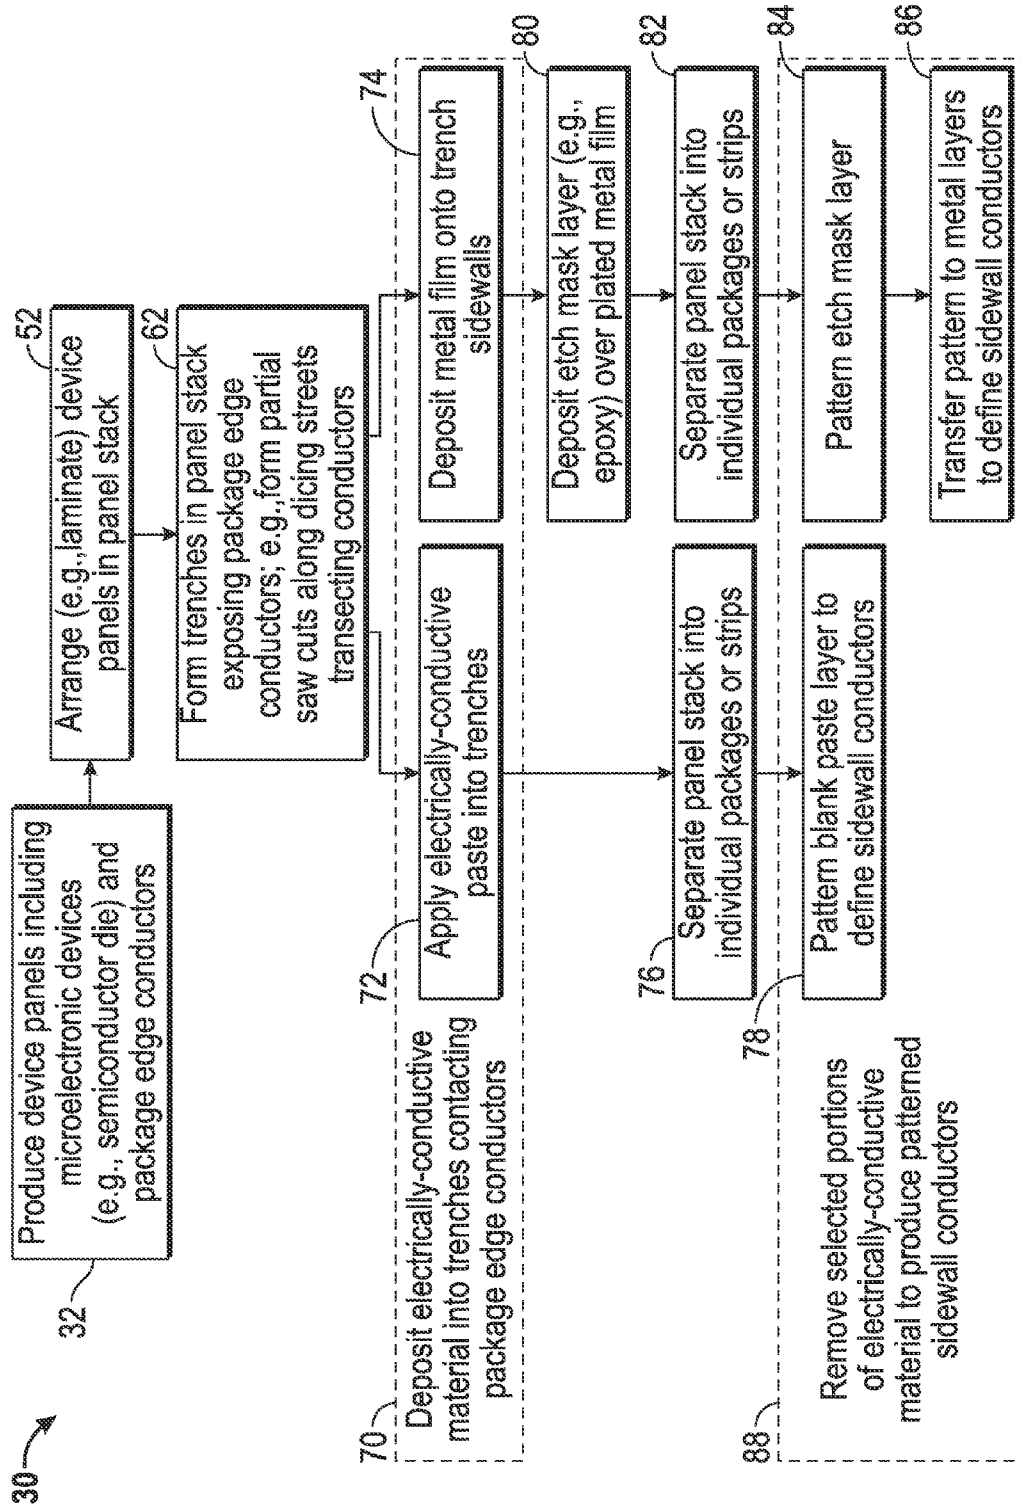 30
32
Produce device panels including
microelectronic devices
(e.g., semiconductor die) and
package edge conductors
52
Arrange (e.g.,laminate) device
panels in panel stack
62
Form trenches in panel stack
exposing package edge
conductors; e.g.,form partial
saw cuts along dicing streets
transecting conductors
70
Deposit electrically-conductive
material into trenches contacting
package edge conductors
72
Apply electrically-conductive
paste into trenches
74
Deposit metal film onto trench
sidewalls
80
Deposit etch mask layer (e.g.,
epoxy) over plated metal film
76
Separate panel stack into
individual packages or strips
82
Separate panel stack into
individual packages or strips
88
Remove selected portions
of electrically-conductive
material to produce patterned
sidewall conductors
78
Pattern blank paste layer to
define sidewall conductors
84
Pattern etch mask layer
86
Transfer pattern to metal layers
to define sidewall conductors